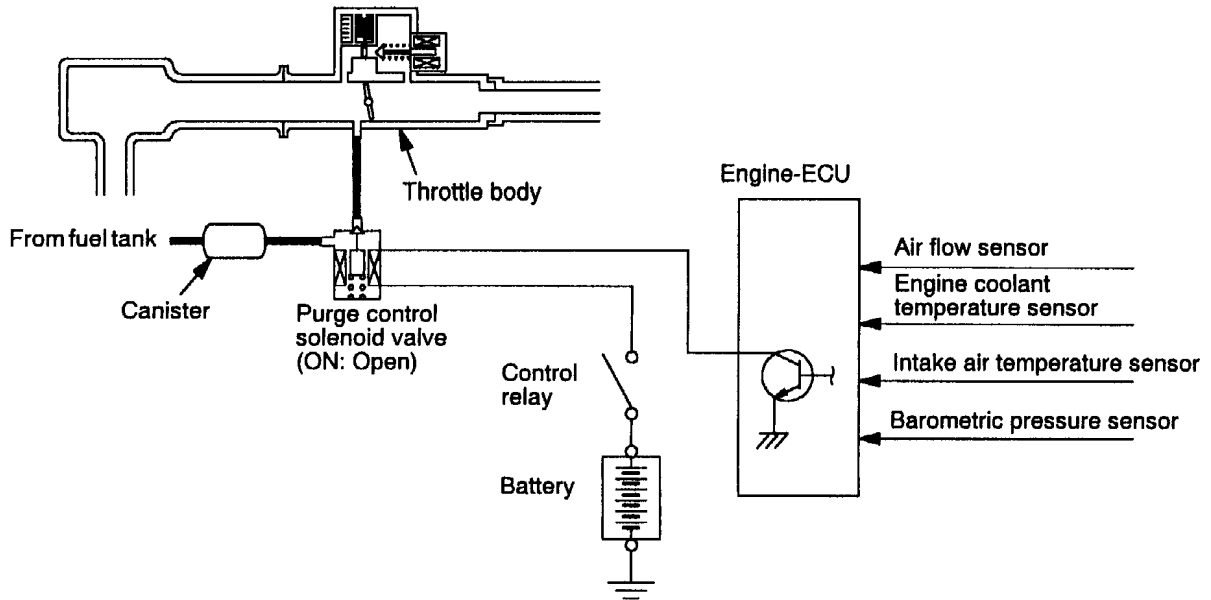 Throttle body
Engine-ECU
From fuel tank
Canister
Purge control
solenoid valve
(ON: Open)
Control
relay
Battery
Air flow sensor
Engine coolant
temperature sensor
Intake air temperature sensor
Barometric pressure sensor